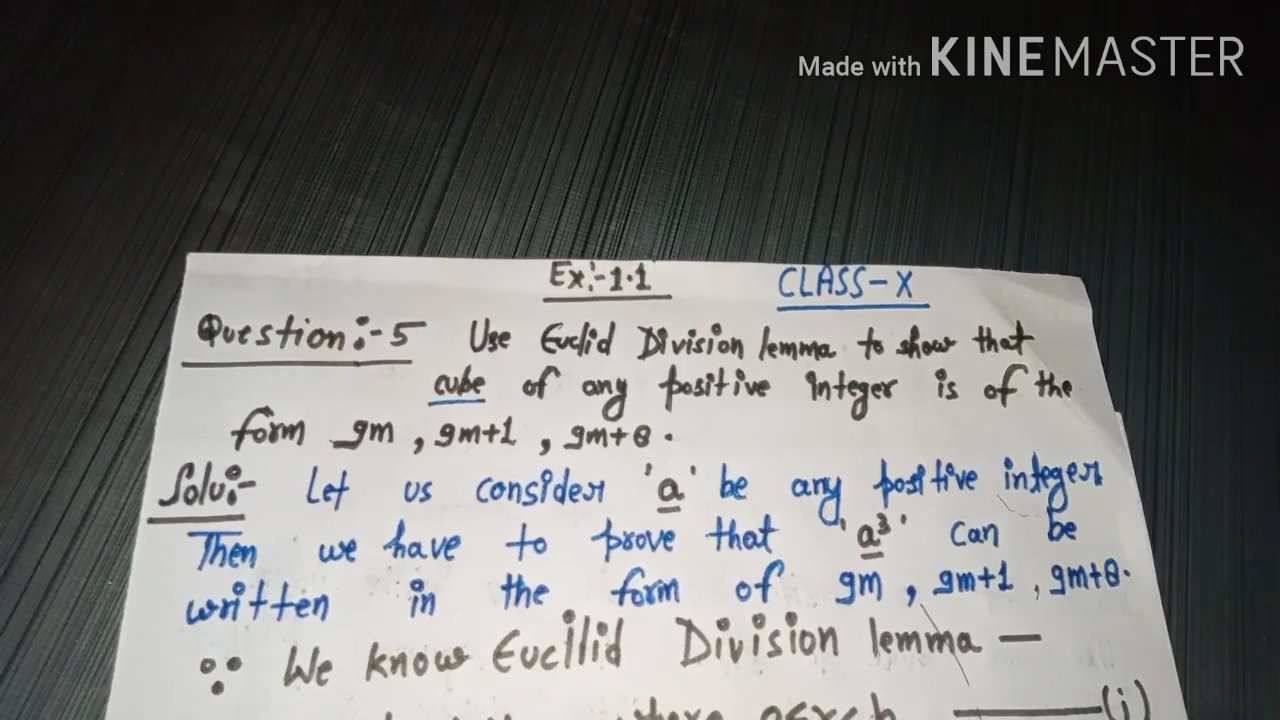 Made with KINEMASTER
Ex:-1.1 CLASS-X
Question:-5 Use Euclid Division lemma to show that
cube of any positive integer is of the
form 9m, 9m+1, 9m+8.
Solu:- Let us consider 'a' be any positive integer
Then we have to prove that 'a³' can be
written in the form of 9m, 9m+1, 9m+8.
∵ We know Eucilid Division lemma —
(i)